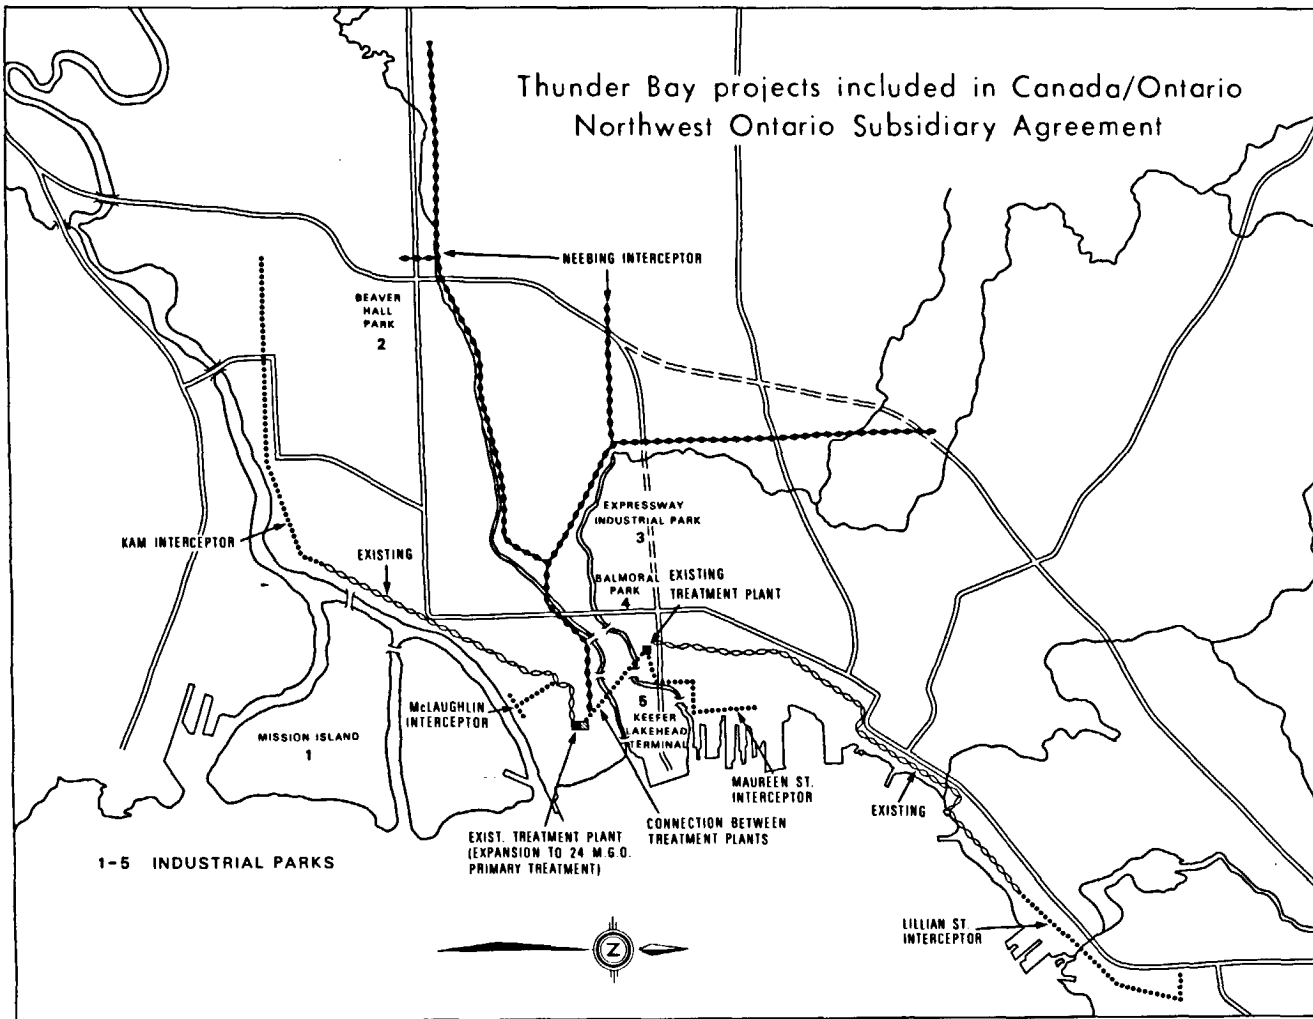 Thunder Bay projects included in Canada/Ontario
Northwest Ontario Subsidiary Agreement
NEEBING INTERCEPTOR
BEAVER
HALL
PARK
2
EXPRESSWAY
INDUSTRIAL PARK
3
KAM INTERCEPTOR
EXISTING
BALMORAL
PARK
4
EXISTING
TREATMENT PLANT
McLAUGHLIN
INTERCEPTOR
5
KEEFER
LAKEHEAD
TERMINAL
MISSION ISLAND
1
MAUREEN ST.
INTERCEPTOR
EXISTING
CONNECTION BETWEEN
TREATMENT PLANTS
EXIST. TREATMENT PLANT
(EXPANSION TO 24 M.G.O.
PRIMARY TREATMENT)
1-5 INDUSTRIAL PARKS
LILLIAN ST.
INTERCEPTOR
Z